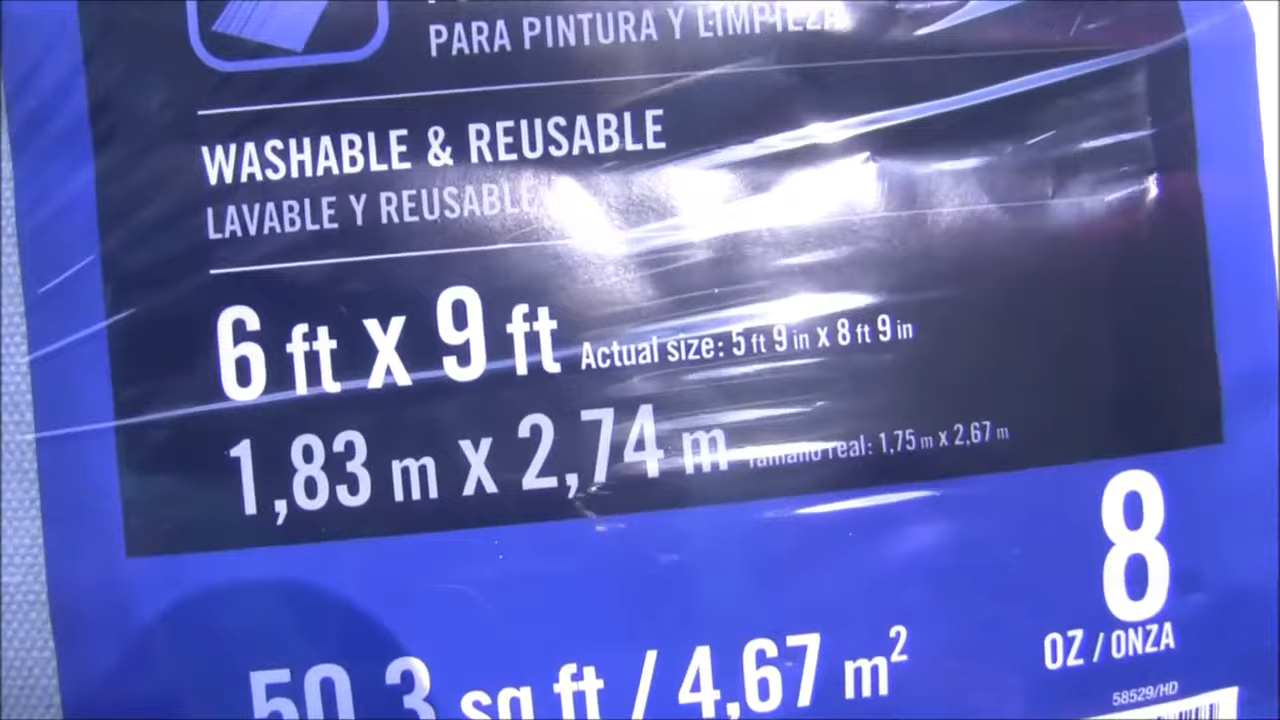 PARA PINTURA Y LIMPIEZA
WASHABLE & REUSABLE
LAVABLE Y REUSABLE
6 ft x 9 ft Actual size: 5 ft 9 in x 8 ft 9 in
1,83 m x 2,74 m Tamaño real: 1,75 m x 2,67 m
8
OZ / ONZA
50.3 sq ft / 4,67 m²
58529/HD